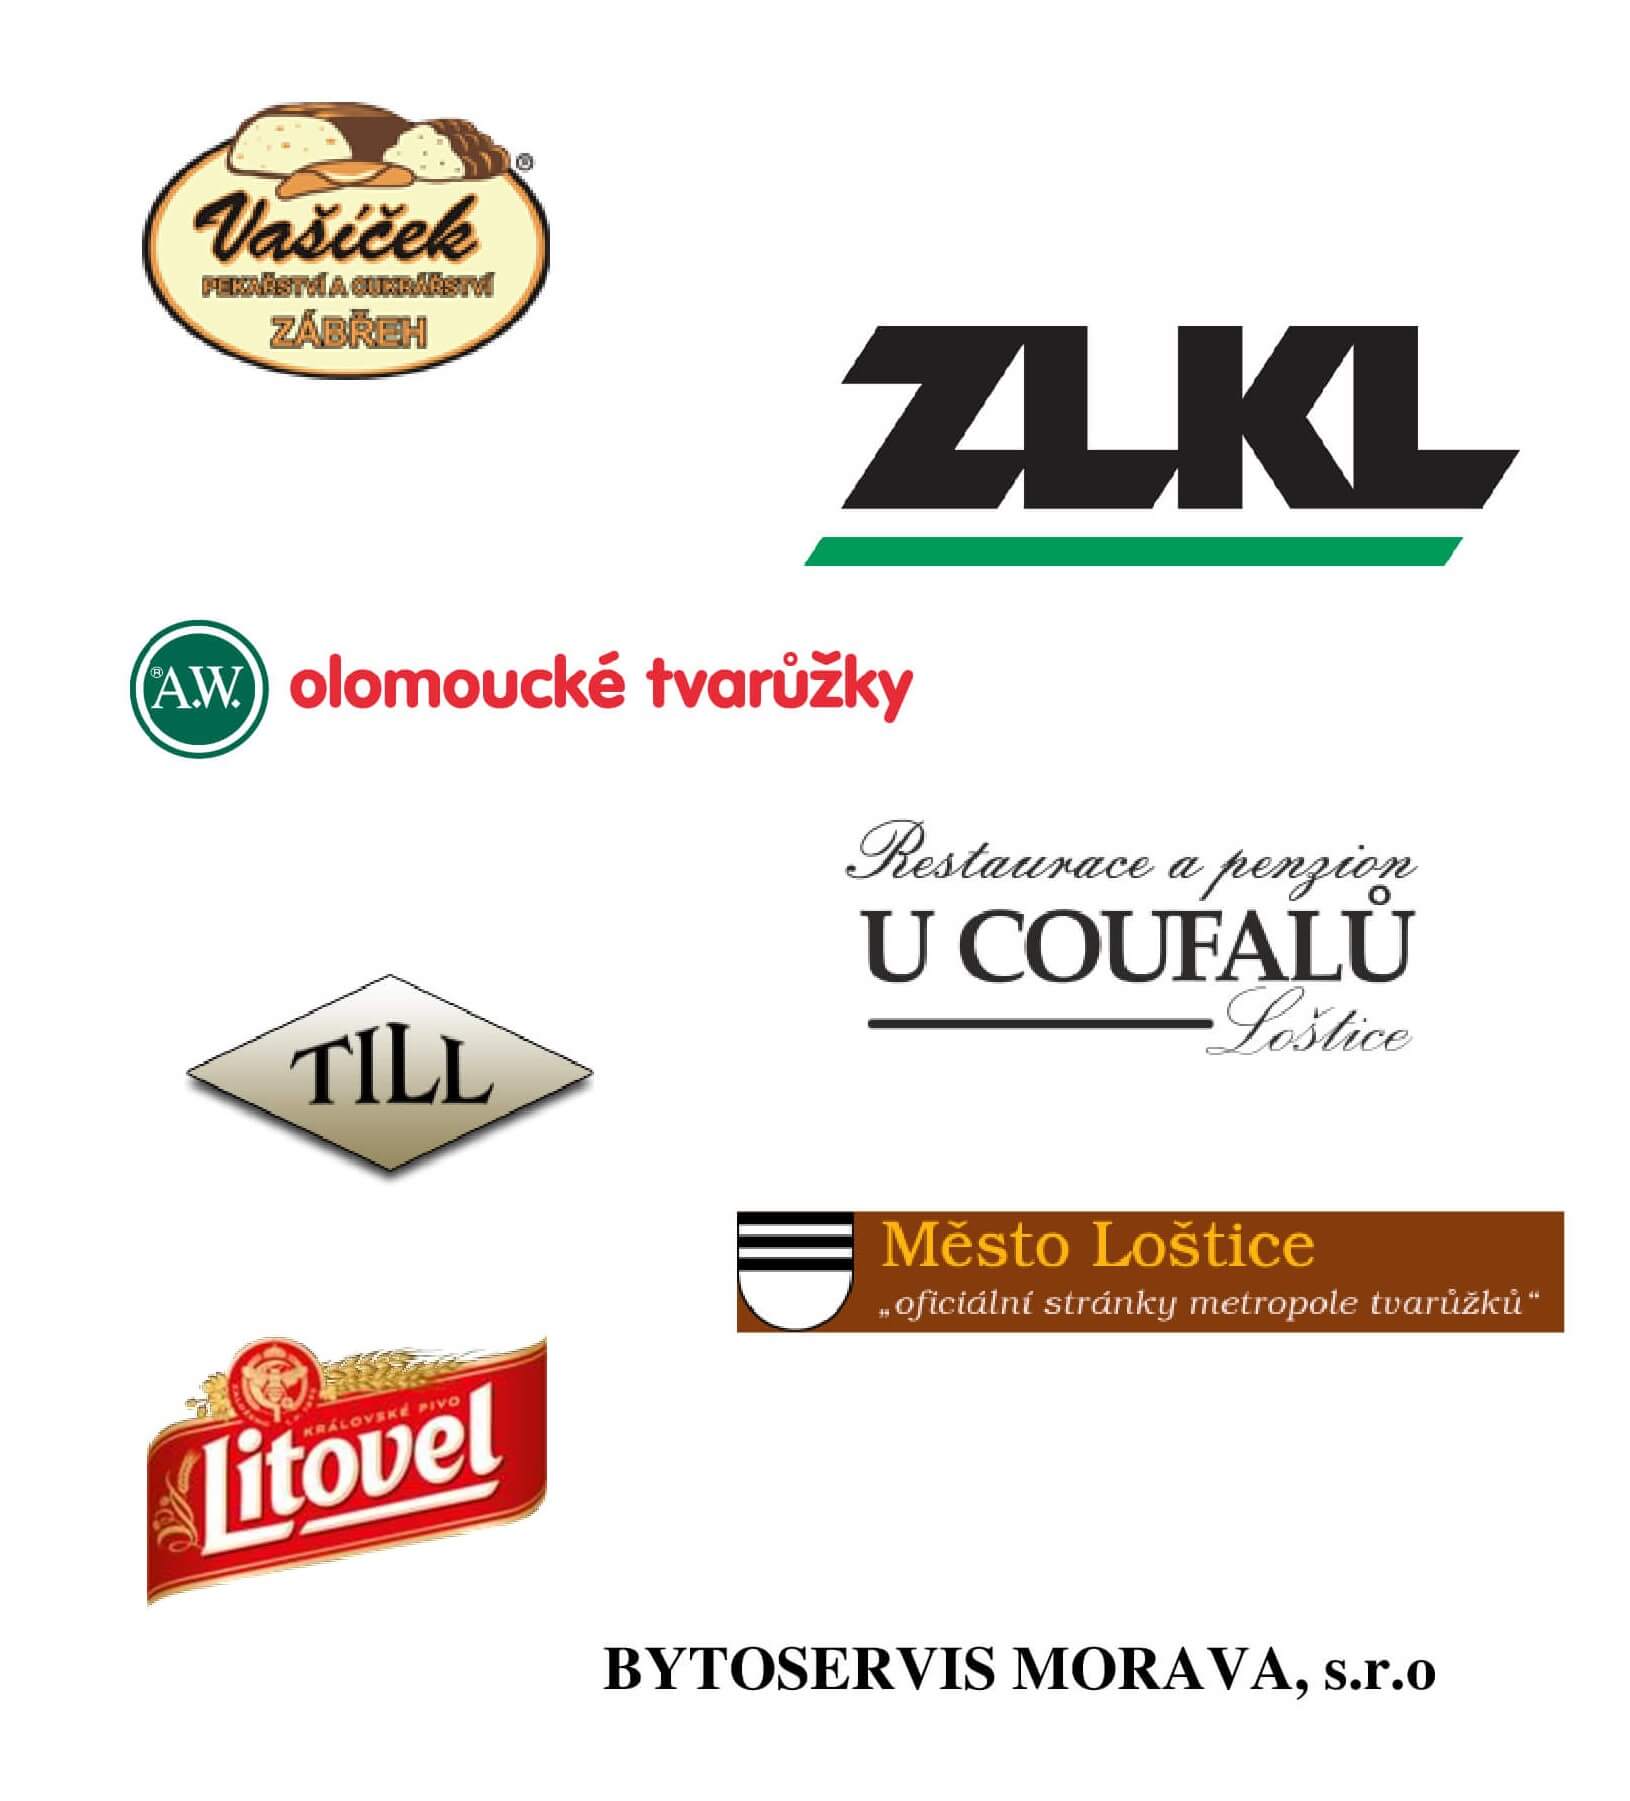 Vašíček
®
PEKAŘSTVÍ A CUKRÁŘSTVÍ
ZÁBŘEH
ZLKL
® A.W. olomoucké tvarůžky
Restaurace a penzion
U COUFALŮ
Loštice
TILL
Město Loštice
„oficiální stránky metropole tvarůžků“
KRÁLOVSKÉ PIVO
Litovel
BYTOSERVIS MORAVA, s.r.o